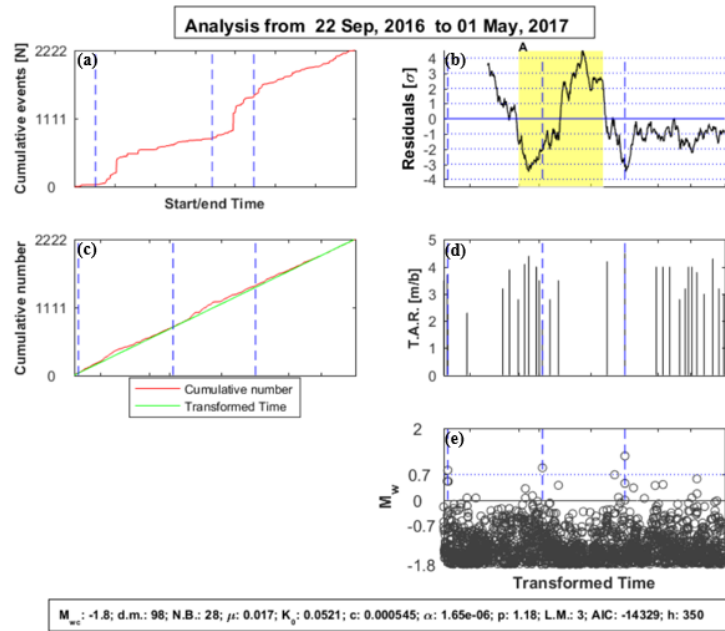 Analysis from 22 Sep, 2016 to 01 May, 2017
(a)
Cumulative events [N]
2222
1111
0
Start/end Time
(b)
A
Residuals [σ]
4
3
2
1
0
-1
-2
-3
-4
(c)
Cumulative number
2222
1111
0
Cumulative number
Transformed Time
(d)
T.A.R. [m/b]
5
4
3
2
1
0
(e)
M_w
2
0.7
0
-0.7
-1.8
Transformed Time
M_wc: -1.8; d.m.: 98; N.B.: 28; μ: 0.017; K_0: 0.0521; c: 0.000545; α: 1.65e-06; p: 1.18; L.M.: 3; AIC: -14329; h: 350